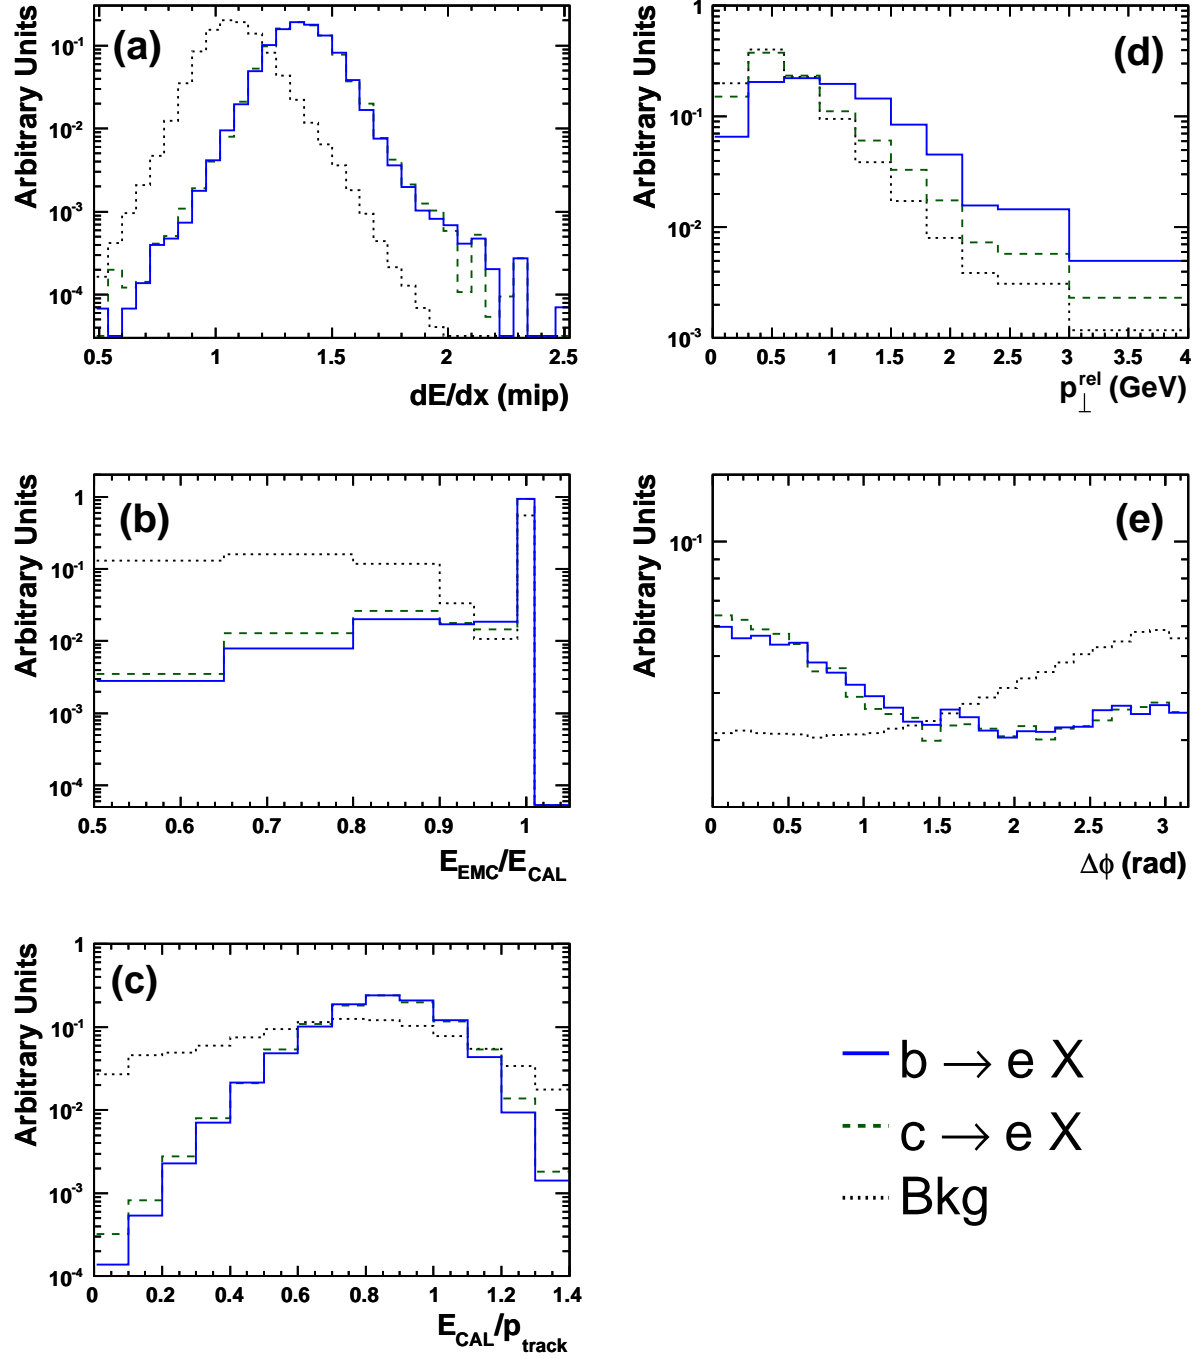 (a)
Arbitrary Units
10⁻¹
10⁻²
10⁻³
10⁻⁴
0.5 1 1.5 2 2.5
dE/dx (mip)
(d)
Arbitrary Units
1
10⁻¹
10⁻²
10⁻³
0 0.5 1 1.5 2 2.5 3 3.5 4
p⊥^rel (GeV)
(b)
Arbitrary Units
1
10⁻¹
10⁻²
10⁻³
10⁻⁴
0.5 0.6 0.7 0.8 0.9 1
E_EMC/E_CAL
(e)
Arbitrary Units
10⁻¹
0 0.5 1 1.5 2 2.5 3
Δϕ (rad)
(c)
Arbitrary Units
1
10⁻¹
10⁻²
10⁻³
10⁻⁴
0 0.2 0.4 0.6 0.8 1 1.2 1.4
E_CAL/p_track
b → e X
c → e X
Bkg